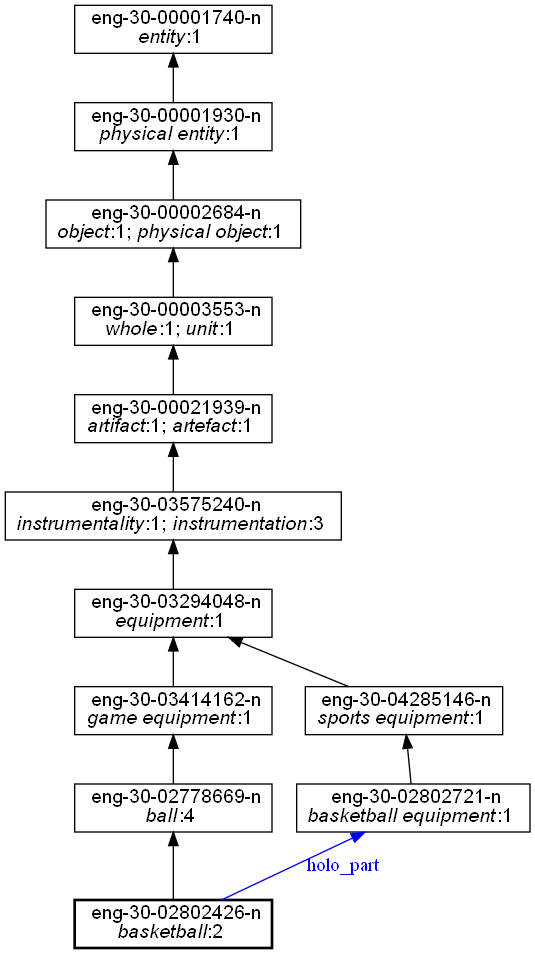 eng-30-00001740-n
entity:1
eng-30-00001930-n
physical entity:1
eng-30-00002684-n
object:1; physical object:1
eng-30-00003553-n
whole:1; unit:1
eng-30-00021939-n
artifact:1; artefact:1
eng-30-03575240-n
instrumentality:1; instrumentation:3
eng-30-03294048-n
equipment:1
eng-30-03414162-n
game equipment:1
eng-30-04285146-n
sports equipment:1
eng-30-02778669-n
ball:4
eng-30-02802721-n
basketball equipment:1
holo_part
eng-30-02802426-n
basketball:2